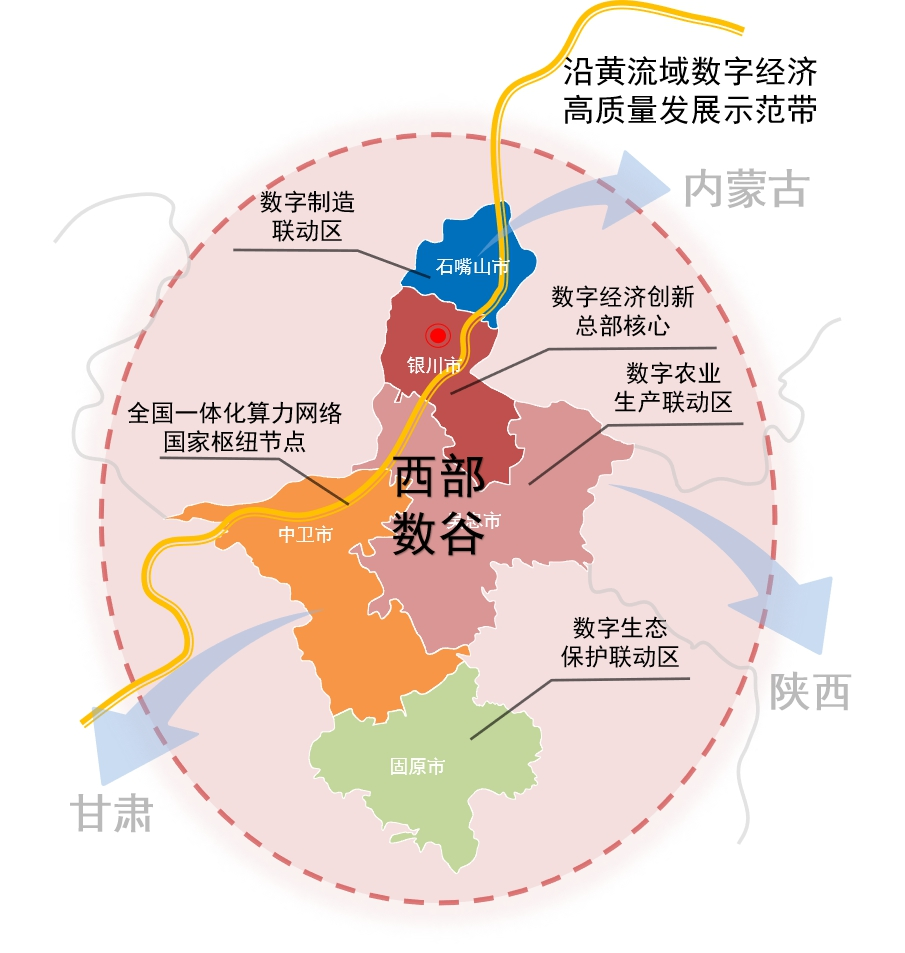 沿黄流域数字经济
高质量发展示范带
内蒙古
数字制造
联动区
石嘴山市
数字经济创新
总部核心
银川市
数字农业
生产联动区
全国一体化算力网络
国家枢纽节点
西部
数谷
中卫市
忠市
数字生态
保护联动区
陕西
固原市
甘肃